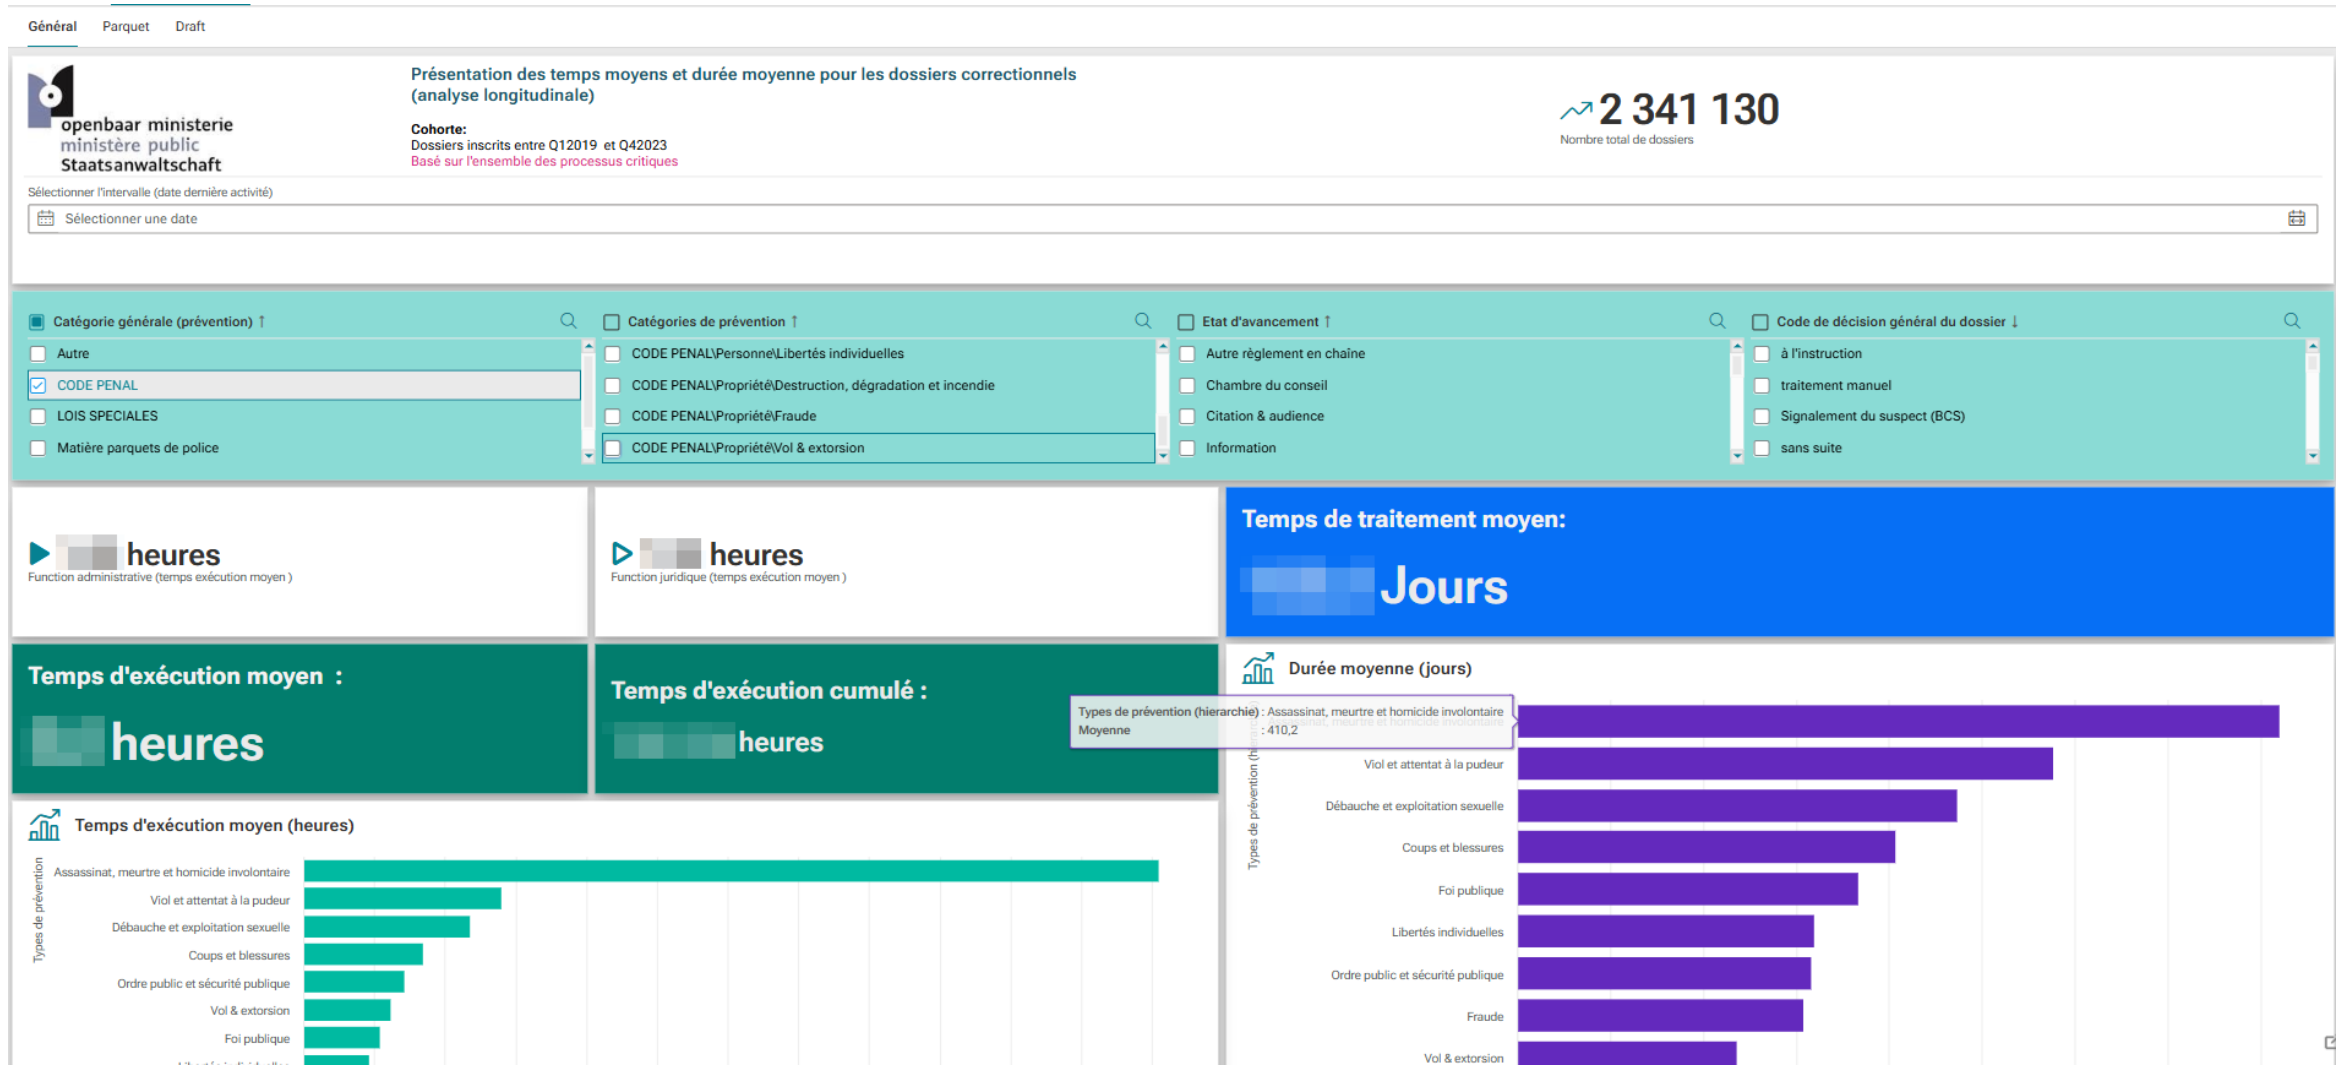 Général Parquet Draft
openbaar ministerie
ministère public
Staatsanwaltschaft
Présentation des temps moyens et durée moyenne pour les dossiers correctionnels
(analyse longitudinale)
Cohorte:
Dossiers inscrits entre Q12019 et Q42023
Basé sur l'ensemble des processus critiques
2 341 130
Nombre total de dossiers
Sélectionner l'intervalle (date dernière activité)
Sélectionner une date
Catégorie générale (prévention) ↑
Autre
CODE PENAL
LOIS SPECIALES
Matière parquets de police
Catégories de prévention ↑
CODE PENAL\Personne\Libertés individuelles
CODE PENAL\Propriété\Destruction, dégradation et incendie
CODE PENAL\Propriété\Fraude
CODE PENAL\Propriété\Vol & extorsion
Etat d'avancement ↑
Autre règlement en chaîne
Chambre du conseil
Citation & audience
Information
Code de décision général du dossier ↓
à l'instruction
traitement manuel
Signalement du suspect (BCS)
sans suite
heures
Function administrative (temps exécution moyen )
heures
Function juridique (temps exécution moyen )
Temps de traitement moyen:
Jours
Temps d'exécution moyen :
heures
Temps d'exécution cumulé :
heures
Temps d'exécution moyen (heures)
Types de prévention
Assassinat, meurtre et homicide involontaire
Viol et attentat à la pudeur
Débauche et exploitation sexuelle
Coups et blessures
Ordre public et sécurité publique
Vol & extorsion
Foi publique
Durée moyenne (jours)
Types de prévention (hierarchie) : Assassinat, meurtre et homicide involontaire
Moyenne : 410,2
Types de prévention
Viol et attentat à la pudeur
Débauche et exploitation sexuelle
Coups et blessures
Foi publique
Libertés individuelles
Ordre public et sécurité publique
Fraude
Vol & extorsion